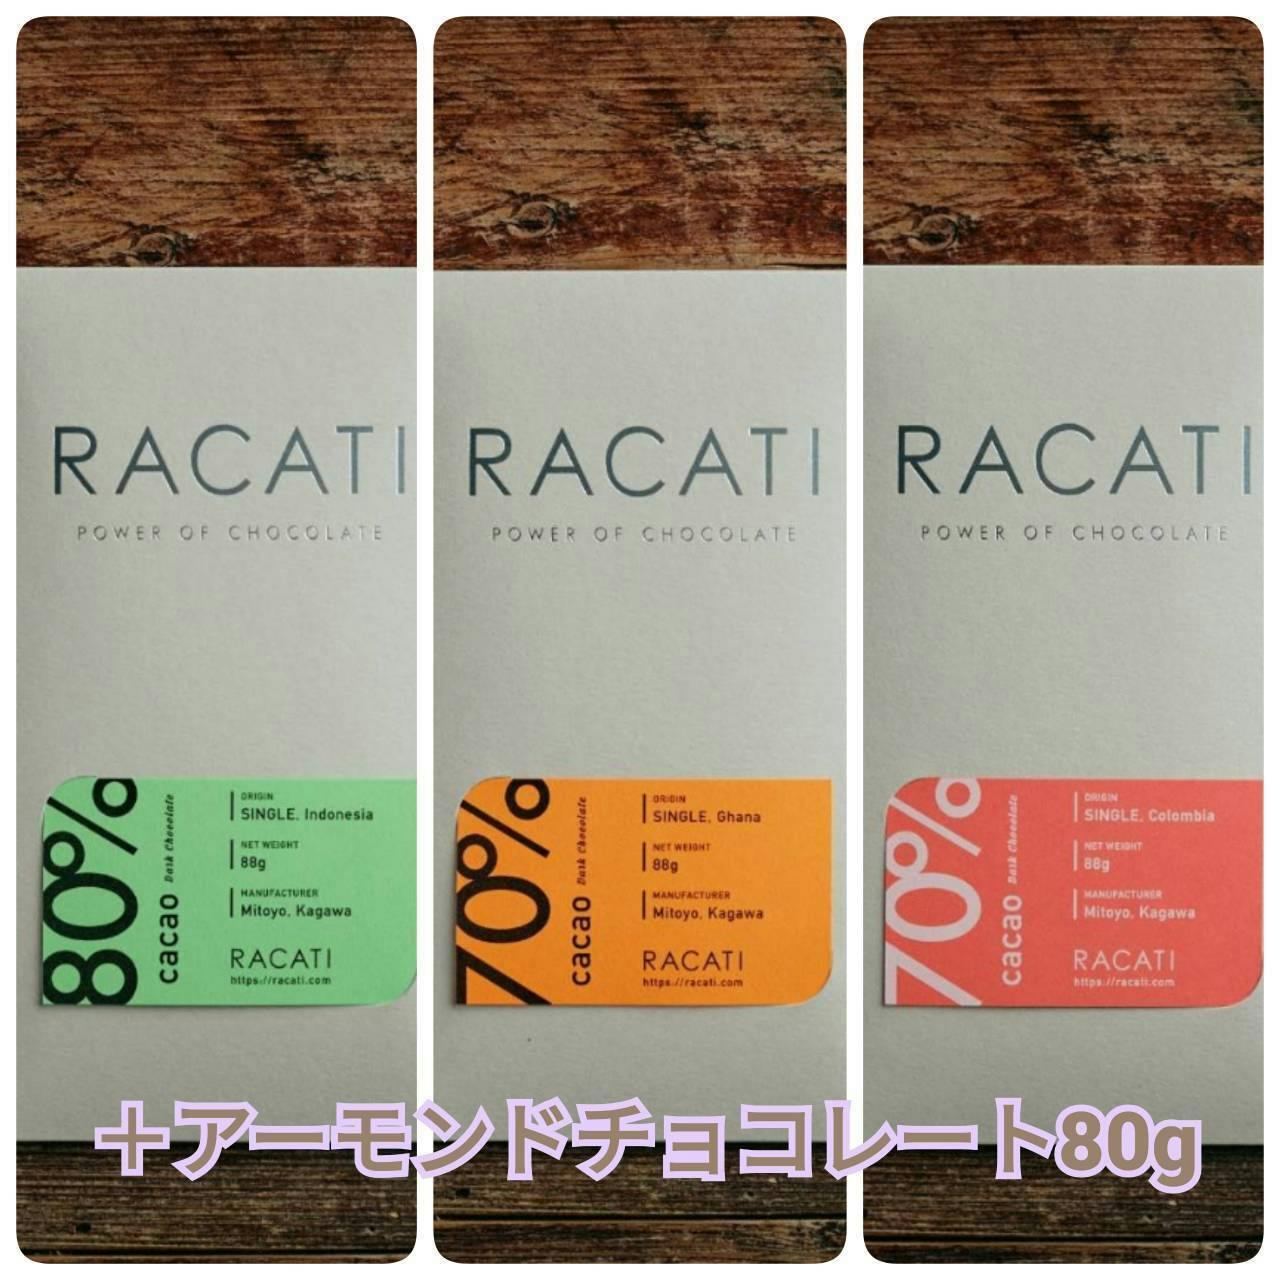 RACATI
POWER OF CHOCOLATE
80%
cacao Dark Chocolate
ORIGIN
SINGLE, Indonesia
NET WEIGHT
88g
MANUFACTURER
Mitoyo, Kagawa
RACATI
https://racati.com
RACATI
POWER OF CHOCOLATE
70%
cacao Dark Chocolate
ORIGIN
SINGLE, Ghana
NET WEIGHT
88g
MANUFACTURER
Mitoyo, Kagawa
RACATI
https://racati.com
RACATI
POWER OF CHOCOLATE
70%
cacao Dark Chocolate
ORIGIN
SINGLE, Colombia
NET WEIGHT
88g
MANUFACTURER
Mitoyo, Kagawa
RACATI
https://racati.com
＋アーモンドチョコレート80g